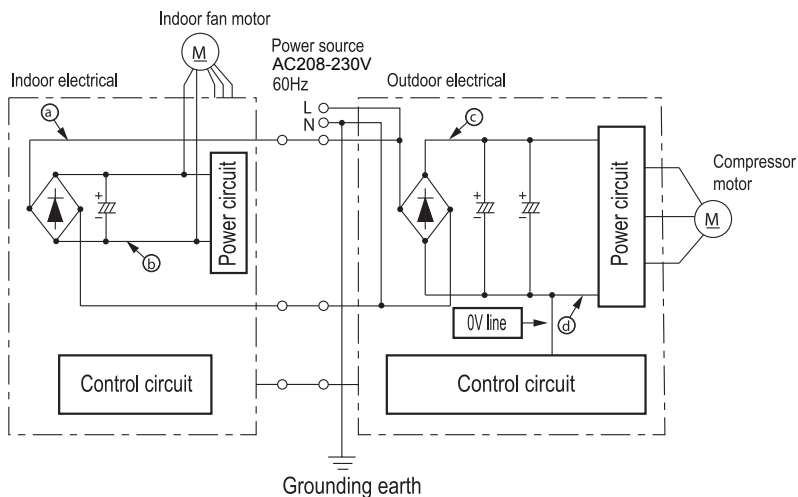 Indoor fan motor
M
Power source
AC208-230V
60Hz
Indoor electrical
Outdoor electrical
L
N
a
c
+
−
Power circuit
b
+
−
+
−
Power circuit
Compressor
motor
M
0V line
d
Control circuit
Control circuit
Grounding earth